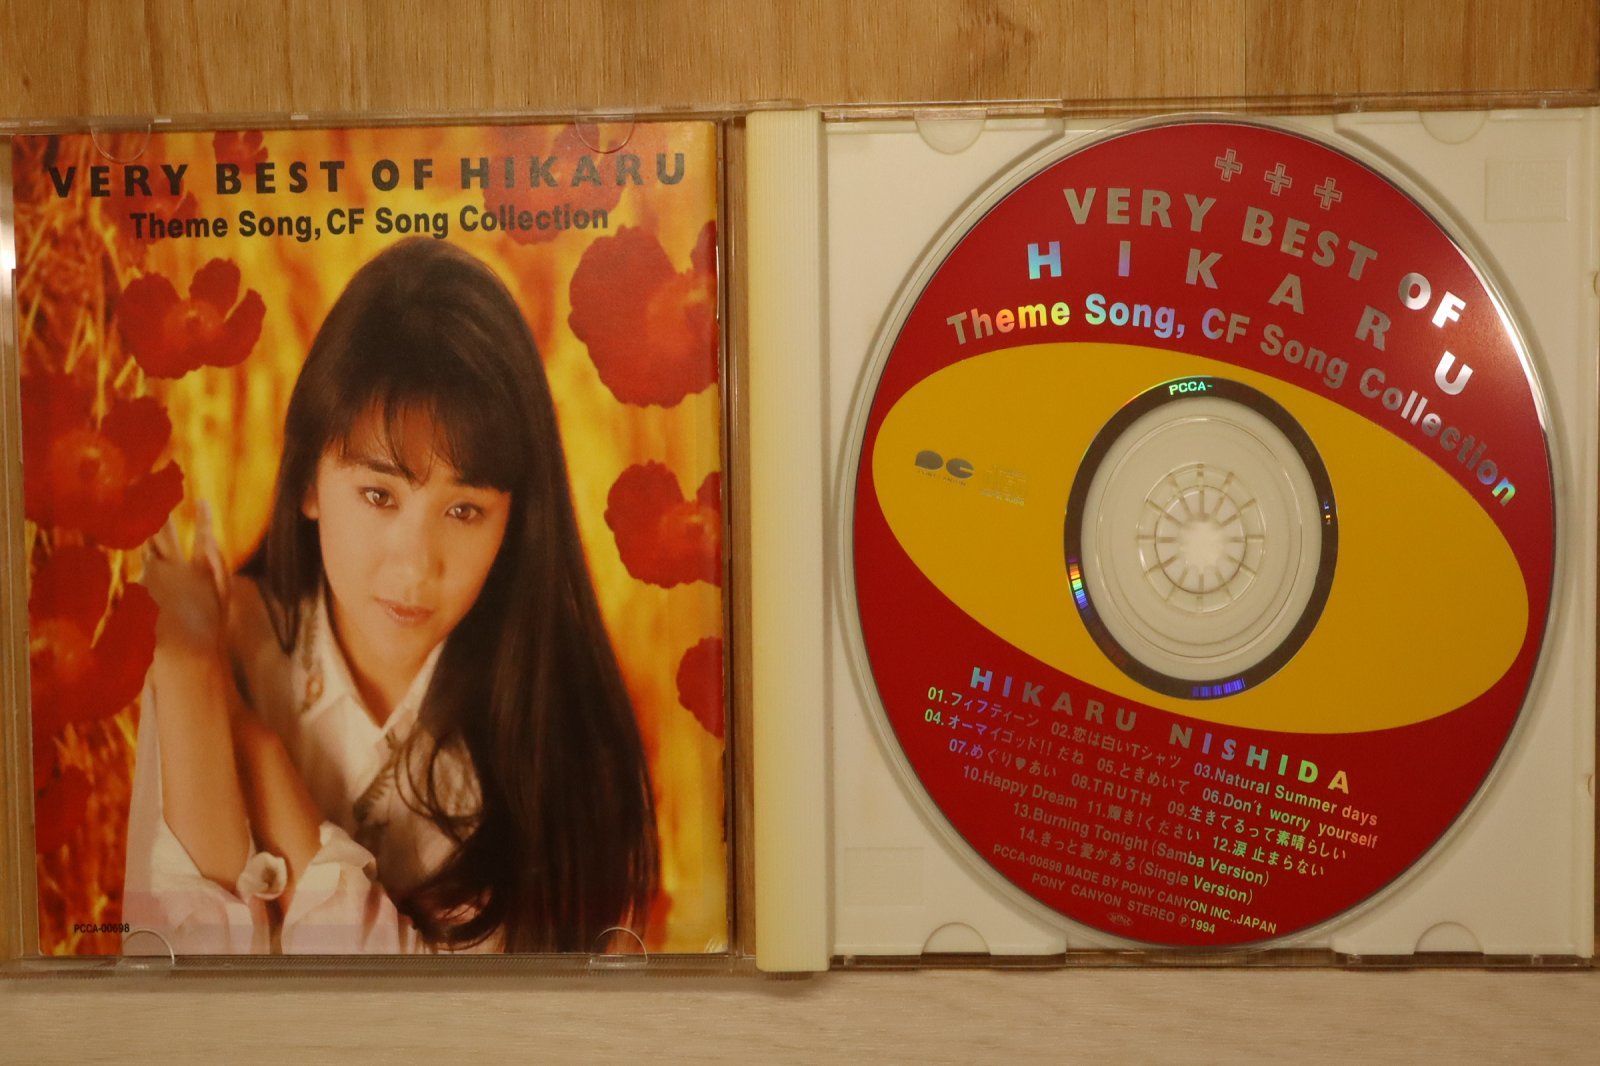 VERY BEST OF HIKARU
Theme Song, CF Song Collection
PCCA-00698
VERY BEST OF
HIKARU
Theme Song, CF Song Collection
PCCA-
HIKARU NISHIDA
01.フィフティーン 02.恋は白いTシャツ 03.Natural Summer days
04.オーマイゴッド!! だね 05.ときめいて 06.Don't worry yourself
07.めぐり♥あい 08.TRUTH 09.生きてるって素晴らしい
10.Happy Dream 11.輝き!ください 12.涙 止まらない
13.Burning Tonight (Samba Version)
14.きっと愛がある(Single Version)
PCCA-00698 MADE BY PONY CANYON INC.,JAPAN
PONY CANYON STEREO Ⓟ1994